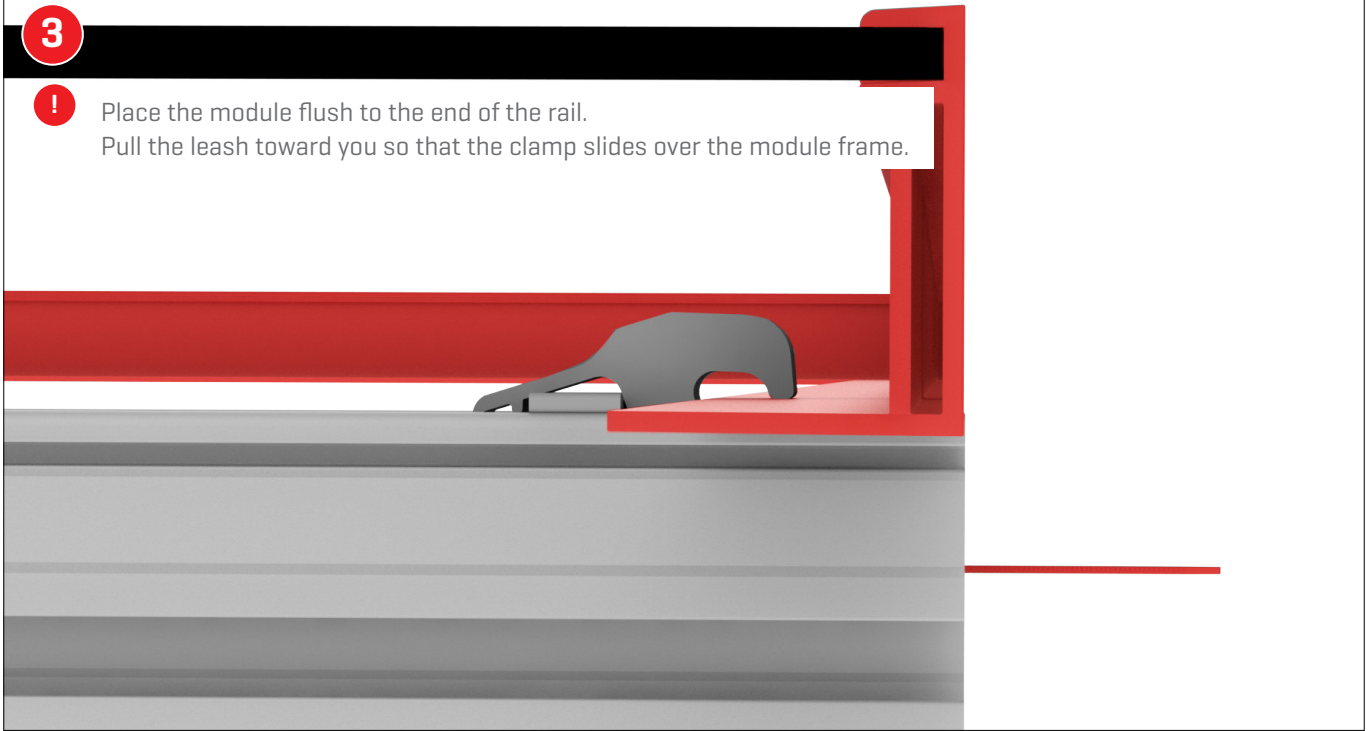 3
!
Place the module flush to the end of the rail.
Pull the leash toward you so that the clamp slides over the module frame.